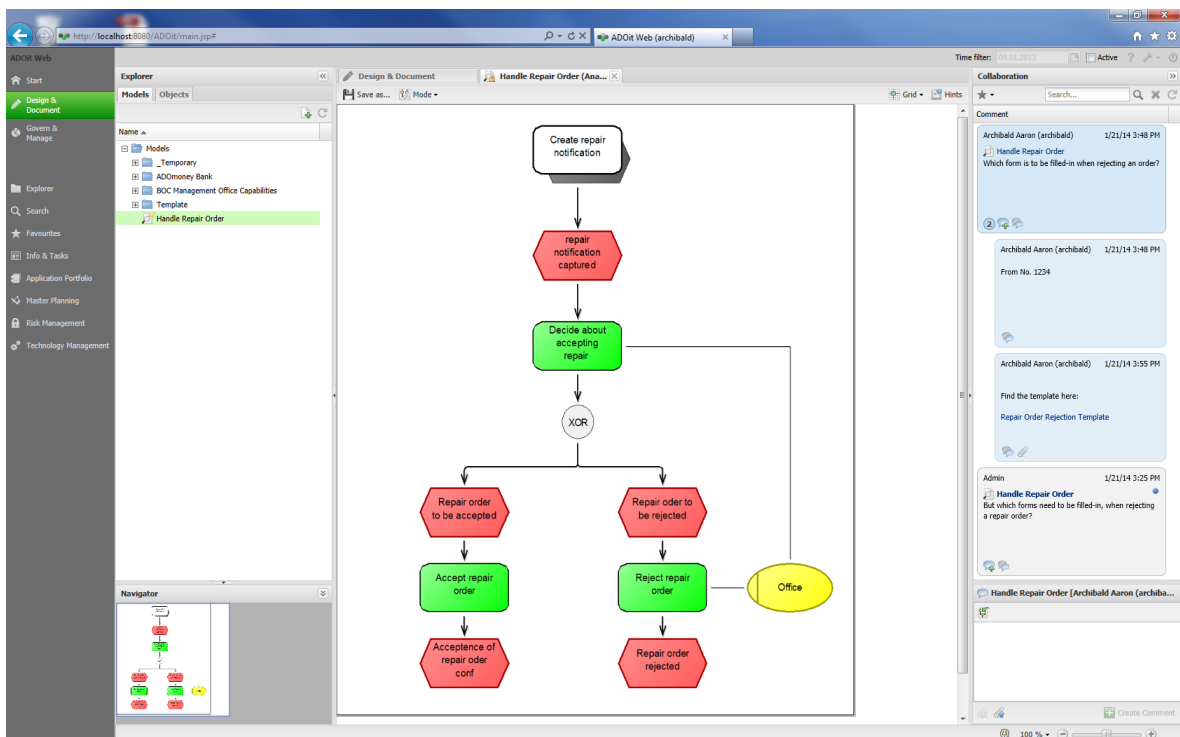 http://localhost:8080/ADOit/main.jsp#
ADOit Web (archibald)
ADOit Web
Time filter: 09.01.2012
Active
Start
Design &
Document
Govern &
Manage
Explorer
Search
Favourites
Info & Tasks
Application Portfolio
Master Planning
Risk Management
Technology Management
Explorer
Models
Objects
Name
Models
_Temporary
ADOmoney Bank
BOC Management Office Capabilities
Template
Handle Repair Order
Navigator
Design & Document
Handle Repair Order (Ana...
Save as...
Mode
Grid
Hints
Create repair
notification
repair
notification
captured
Decide about
accepting
repair
XOR
Repair order
to be accepted
Repair oder to
be rejected
Accept repair
order
Reject repair
order
Office
Acceptence of
repair oder
conf
Repair order
rejected
Collaboration
Search...
Comment
Archibald Aaron (archibald) 1/21/14 3:48 PM
Handle Repair Order
Which form is to be filled-in when rejecting an order?
2
Archibald Aaron (archibald) 1/21/14 3:48 PM
From No. 1234
Archibald Aaron (archibald) 1/21/14 3:55 PM
Find the template here:
Repair Order Rejection Template
Admin 1/21/14 3:25 PM
Handle Repair Order
But which forms need to be filled-in, when rejecting
a repair order?
Handle Repair Order [Archibald Aaron (archiba...
Create Comment
100 %